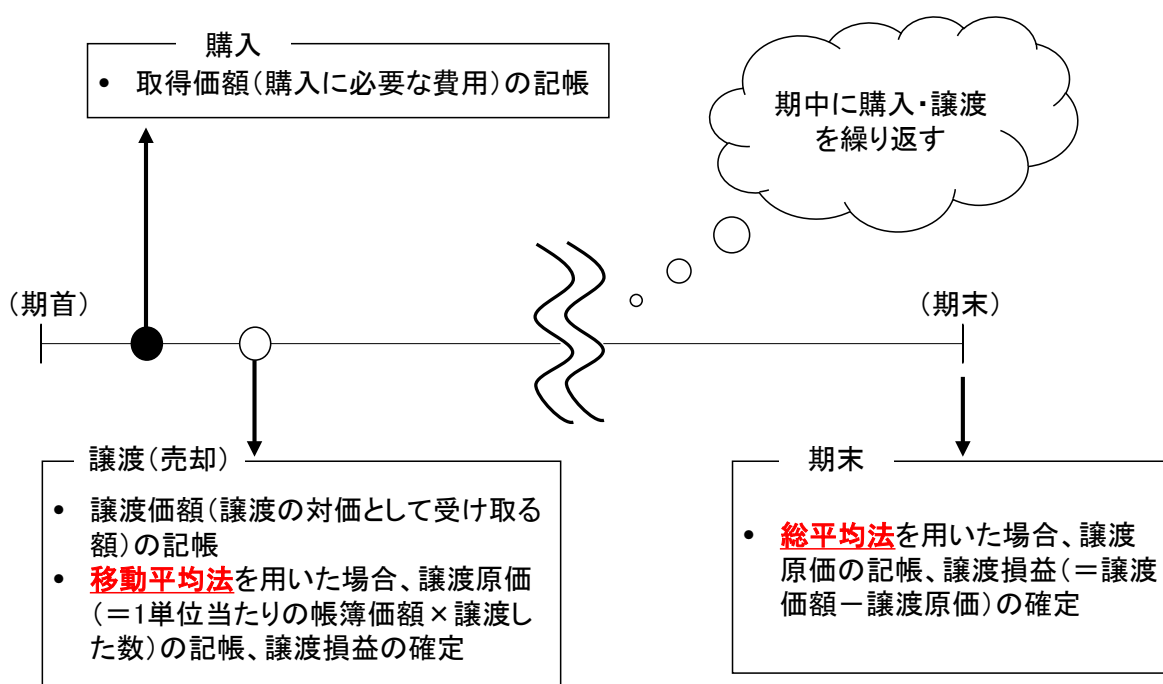 購入
• 取得価額(購入に必要な費用)の記帳
期中に購入・譲渡
を繰り返す
(期首)
(期末)
譲渡(売却)
• 譲渡価額(譲渡の対価として受け取る
額)の記帳
• 移動平均法を用いた場合、譲渡原価
(=1単位当たりの帳簿価額×譲渡し
た数)の記帳、譲渡損益の確定
期末
• 総平均法を用いた場合、譲渡
原価の記帳、譲渡損益(=譲渡
価額-譲渡原価)の確定